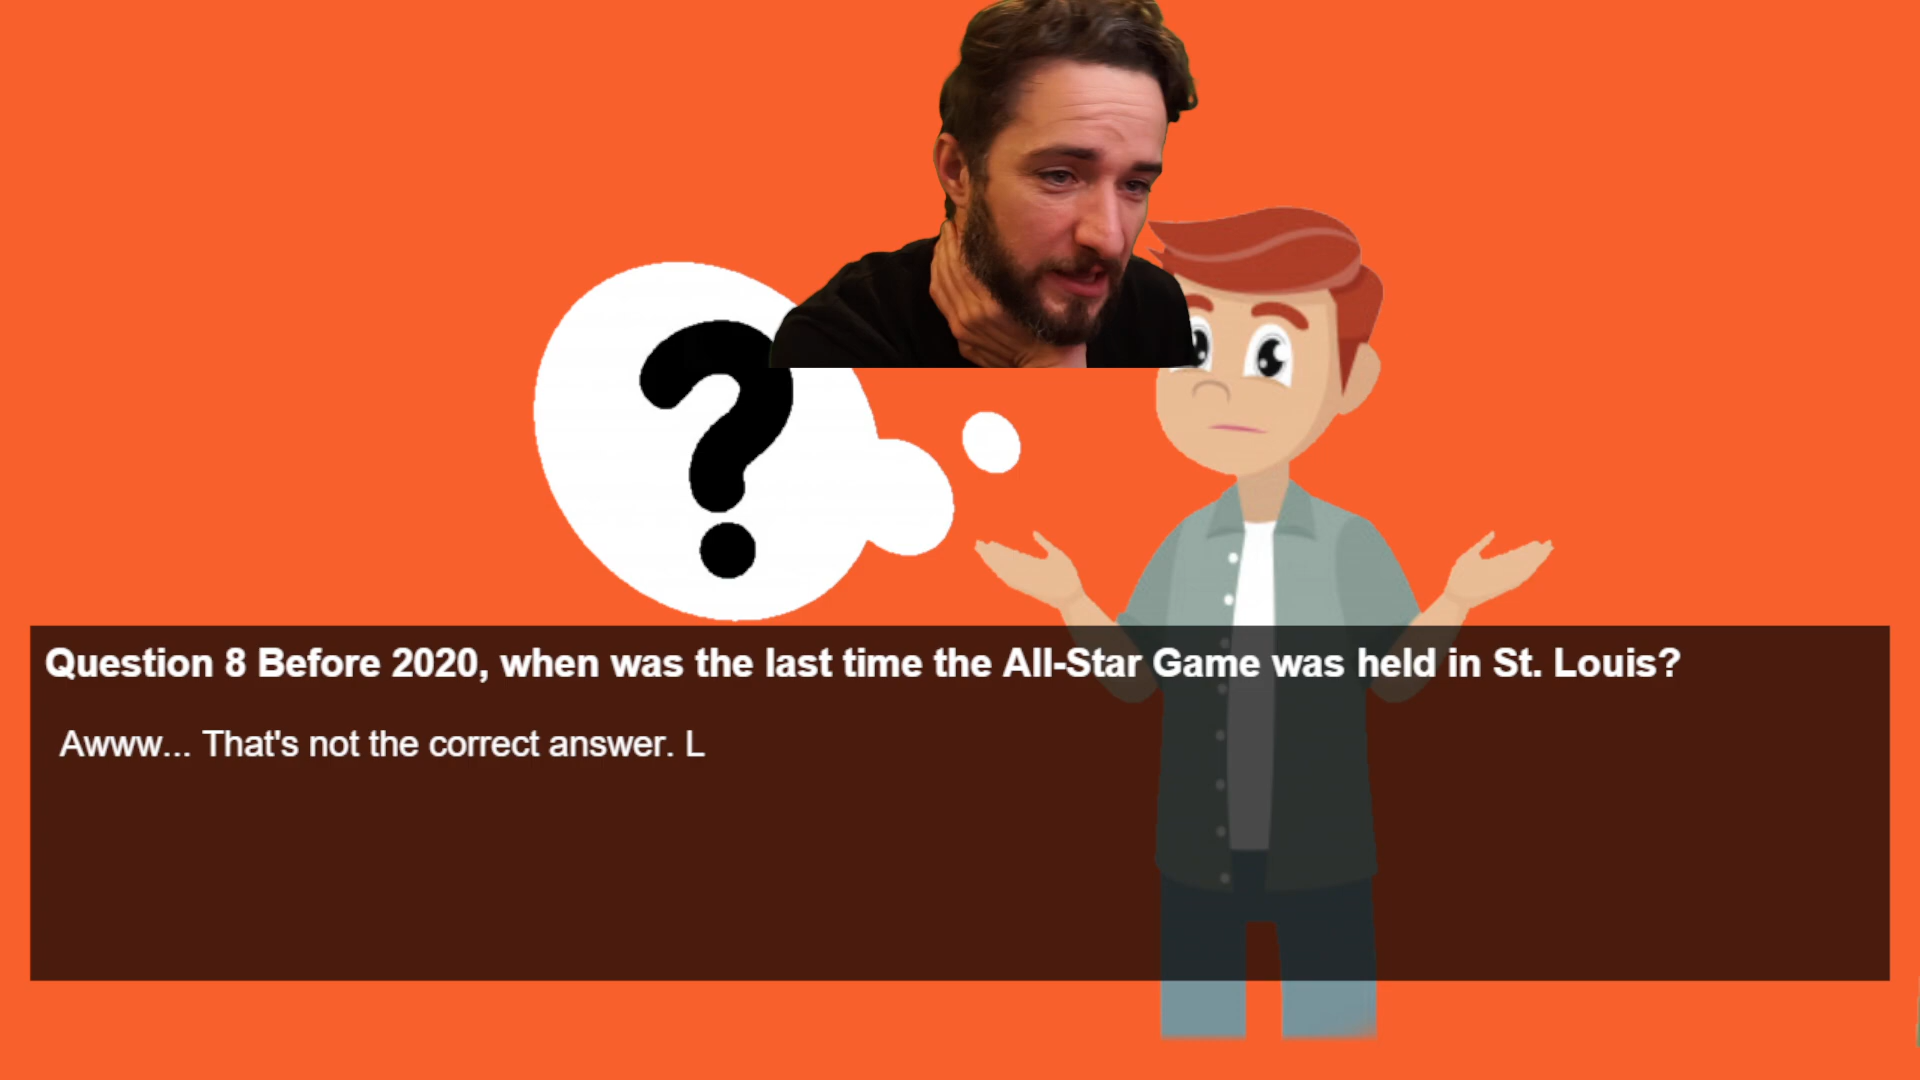 Question 8 Before 2020, when was the last time the All-Star Game was held in St. Louis?
Awww... That's not the correct answer. L